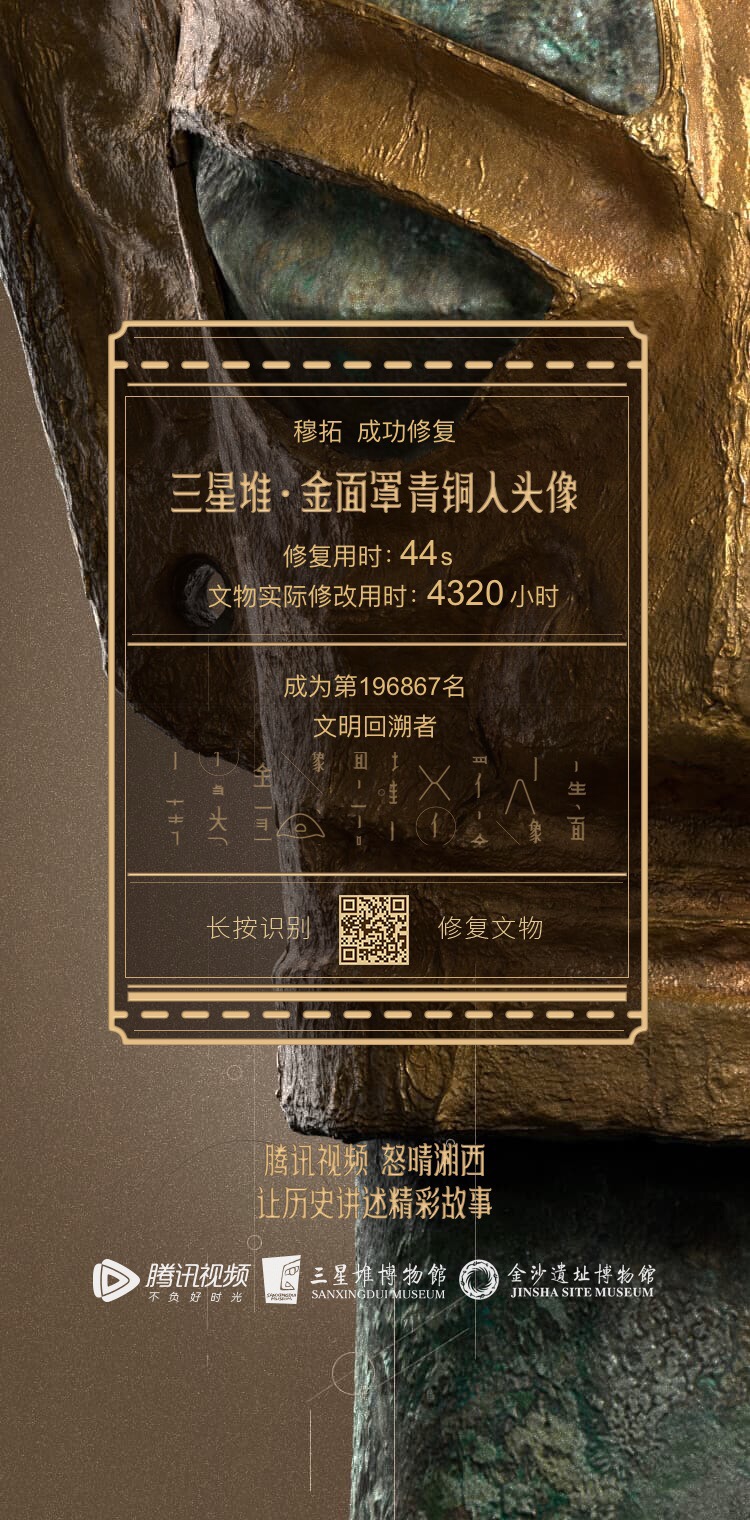 穆拓 成功修复
三星堆·金面罩青铜人头像
修复用时：44s
文物实际修改用时：4320小时
成为第196867名
文明回溯者
长按识别 修复文物
腾讯视频 怒晴湘西
让历史讲述精彩故事
腾讯视频
不负好时光
三星堆博物馆
SANXINGDUI MUSEUM
金沙遗址博物馆
JINSHA SITE MUSEUM